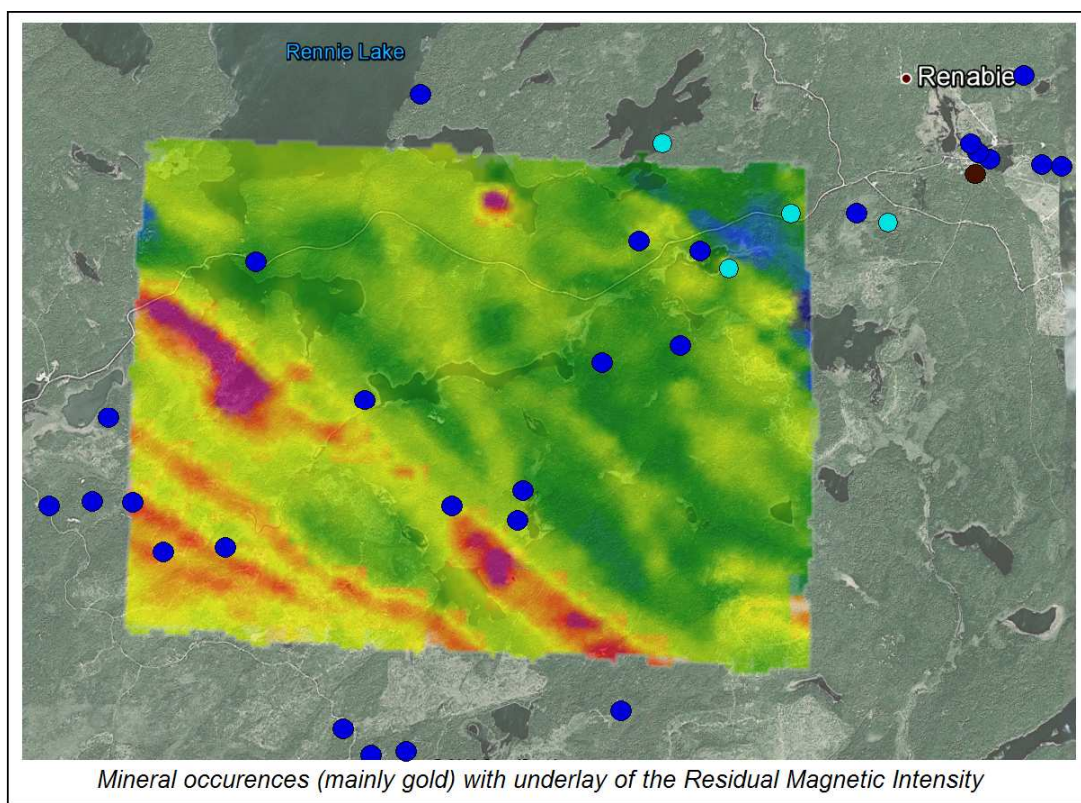 Rennie Lake
Renabie
Mineral occurences (mainly gold) with underlay of the Residual Magnetic Intensity